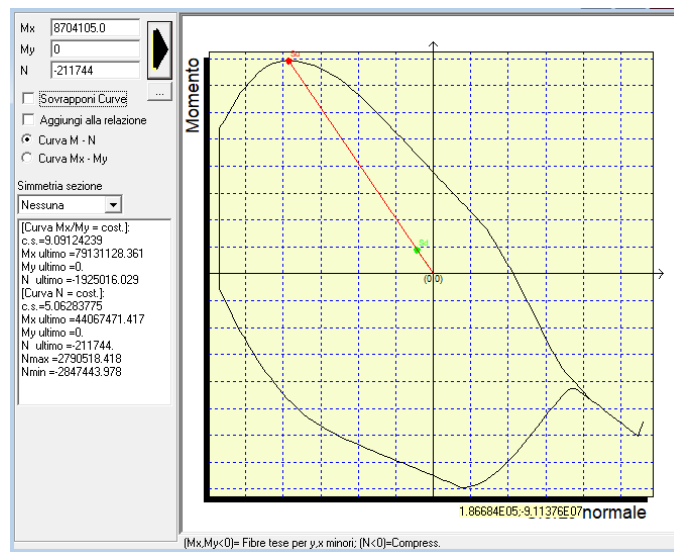 Mx 8704105.0
My 0
N -211744
...
Sovrapponi Curve
Aggiungi alla relazione
Curva M - N
Curva Mx - My
Simmetria sezione
Nessuna
[Curva Mx/My = cost.]:
c.s.=9.09124239
Mx ultimo =79131128.361
My ultimo =0.
N ultimo =-1925016.029
[Curva N = cost.]:
c.s.=5.06283775
Mx ultimo =44067471.417
My ultimo =0.
N ultimo =-211744.
Nmax =2790518.418
Nmin =-2847443.978
Momento
(0;0)
1.86684E05;-9.11376E07
normale
(Mx,My<0)= Fibre tese per y,x minori; (N<0)=Compress.